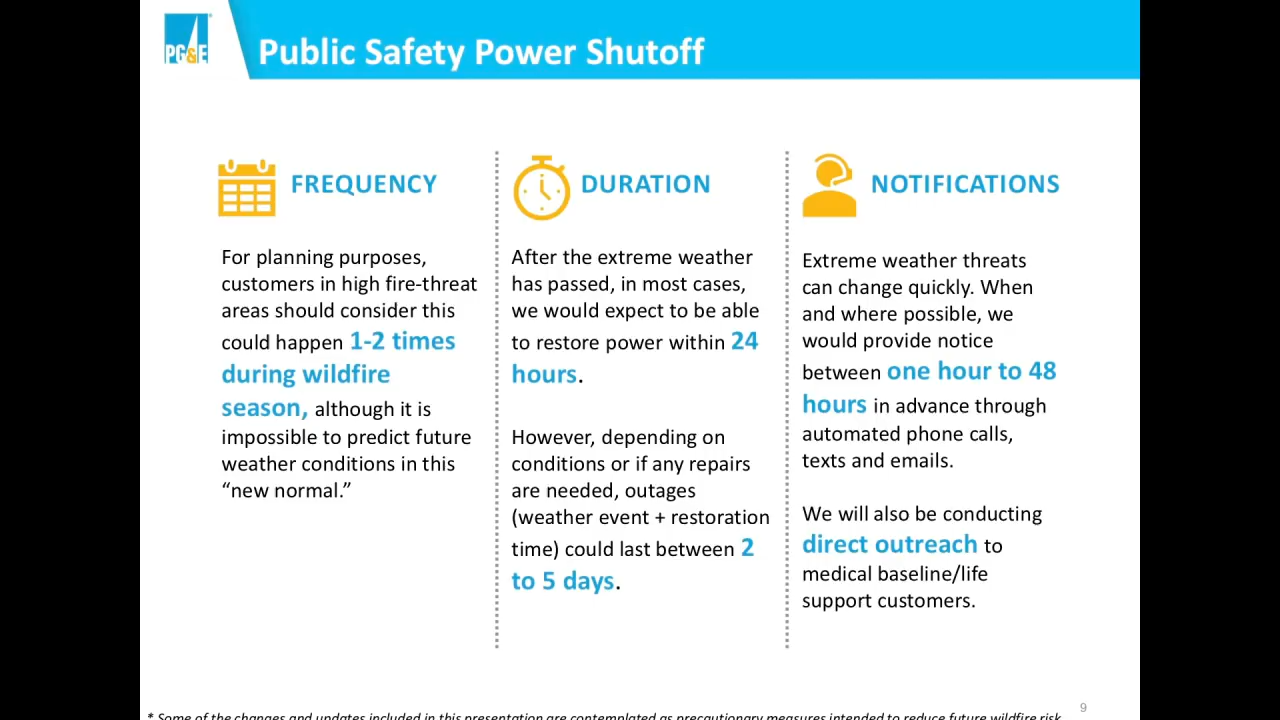 PG&E
Public Safety Power Shutoff
FREQUENCY
For planning purposes,
customers in high fire-threat
areas should consider this
could happen 1-2 times
during wildfire
season, although it is
impossible to predict future
weather conditions in this
“new normal.”
DURATION
After the extreme weather
has passed, in most cases,
we would expect to be able
to restore power within 24
hours.
However, depending on
conditions or if any repairs
are needed, outages
(weather event + restoration
time) could last between 2
to 5 days.
NOTIFICATIONS
Extreme weather threats
can change quickly. When
and where possible, we
would provide notice
between one hour to 48
hours in advance through
automated phone calls,
texts and emails.
We will also be conducting
direct outreach to
medical baseline/life
support customers.
9
* Some of the changes and updates included in this presentation are contemplated as precautionary measures intended to reduce future wildfire risk